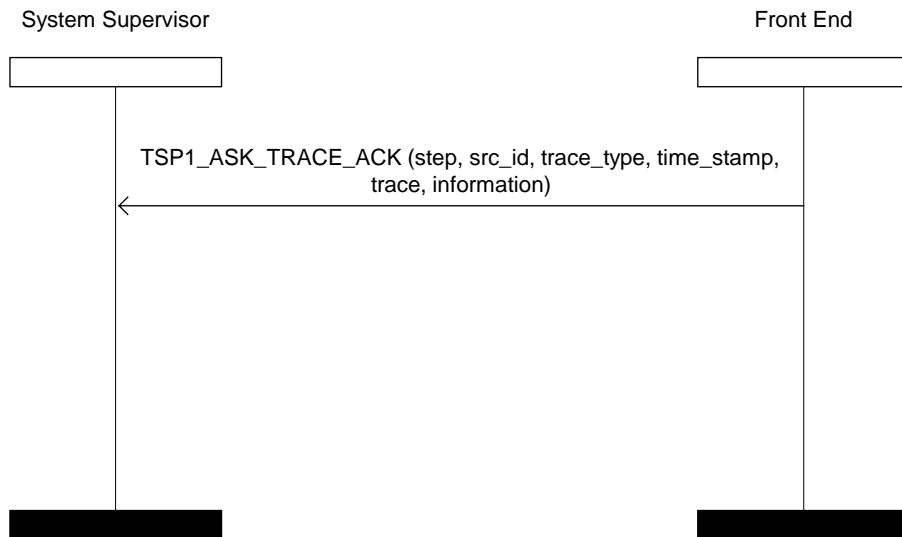 System Supervisor
Front End
TSP1_ASK_TRACE_ACK (step, src_id, trace_type, time_stamp,
trace, information)